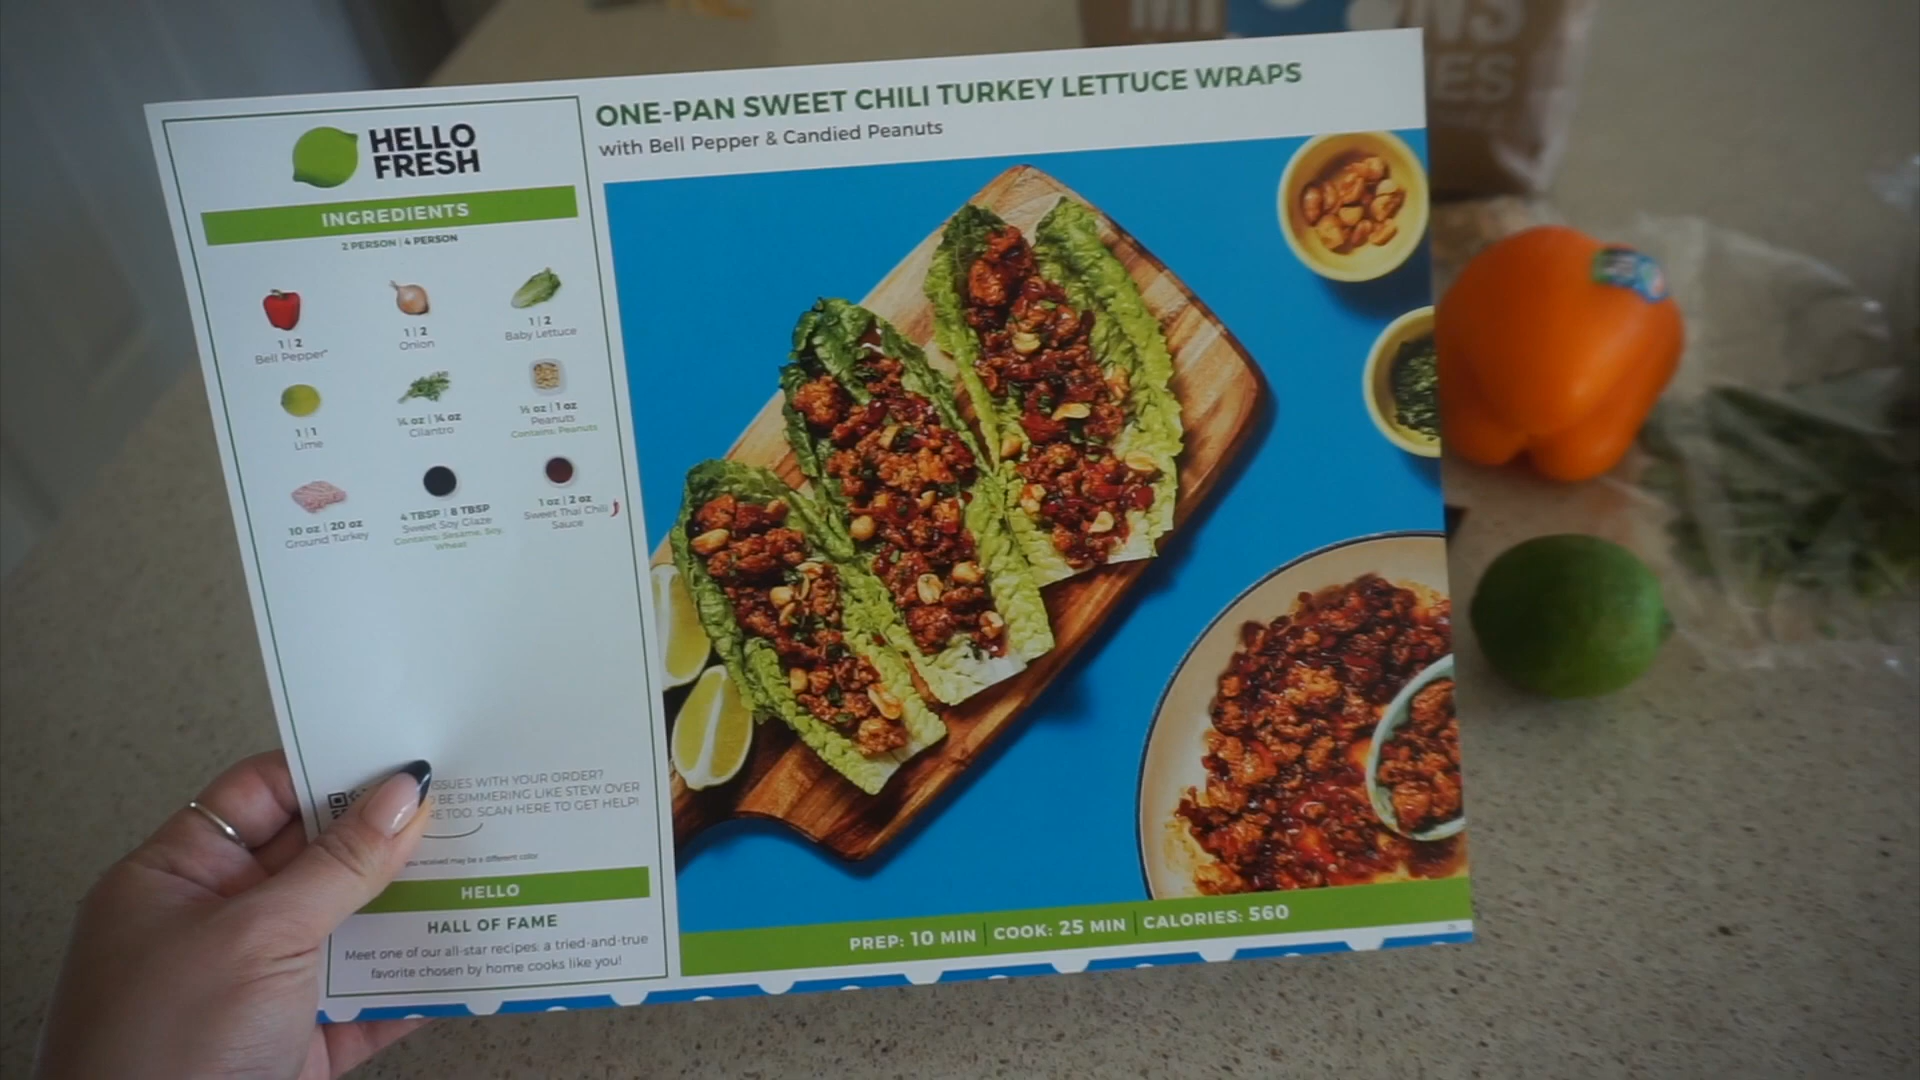 ONE-PAN SWEET CHILI TURKEY LETTUCE WRAPS
with Bell Pepper & Candied Peanuts
HELLO
FRESH
INGREDIENTS
2 PERSON | 4 PERSON
1 | 2
Bell Pepper*
1 | 2
Onion
1 | 2
Baby Lettuce
1 | 1
Lime
¼ oz | ¼ oz
Cilantro
½ oz | 1 oz
Peanuts
Contains: Peanuts
10 oz | 20 oz
Ground Turkey
4 TBSP | 8 TBSP
Sweet Soy Glaze
Contains: Sesame, Soy,
Wheat
1 oz | 2 oz
Sweet Thai Chili
Sauce
SSUES WITH YOUR ORDER?
BE SIMMERING LIKE STEW OVER
TOO. SCAN HERE TO GET HELP!
you received may be a different color
HELLO
HALL OF FAME
Meet one of our all-star recipes: a tried-and-true
favorite chosen by home cooks like you!
PREP: 10 MIN | COOK: 25 MIN | CALORIES: 560